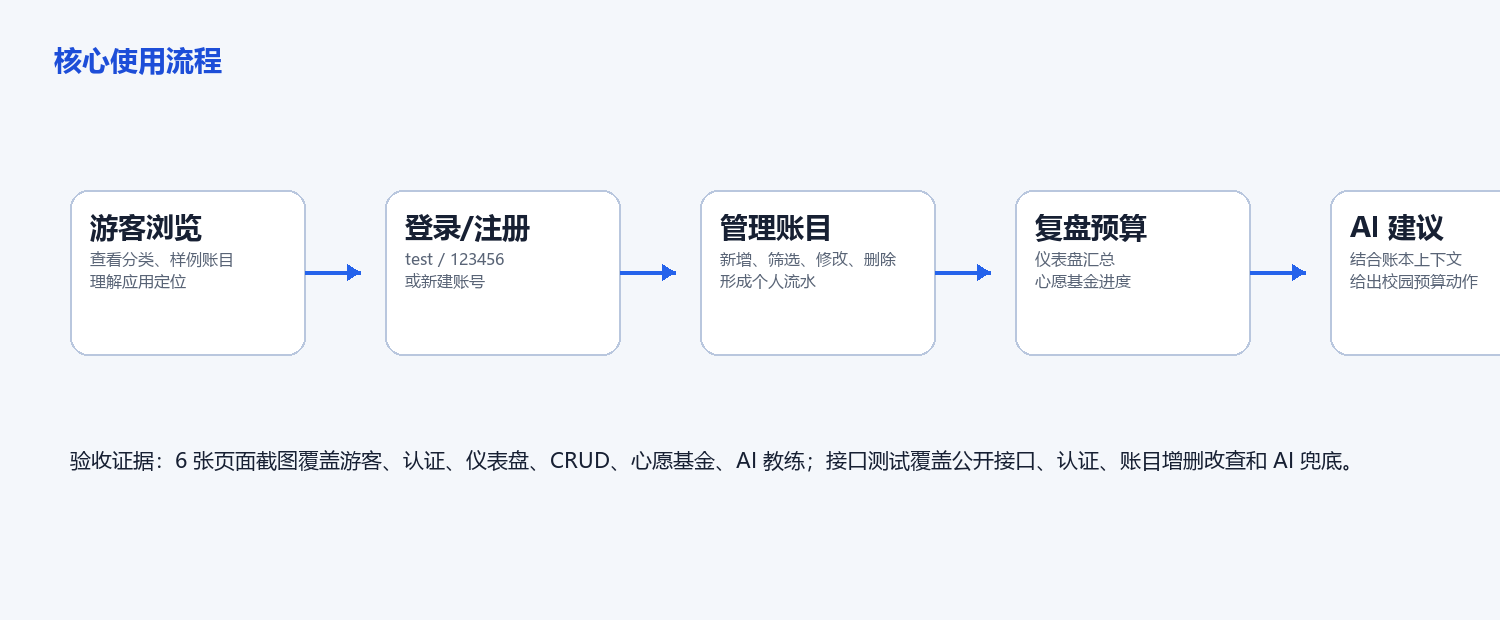 核心使用流程
游客浏览
查看分类、样例账目
理解应用定位
登录/注册
test / 123456
或新建账号
管理账目
新增、筛选、修改、删除
形成个人流水
复盘预算
仪表盘汇总
心愿基金进度
AI 建议
结合账本上下文
给出校园预算动作
验收证据：6 张页面截图覆盖游客、认证、仪表盘、CRUD、心愿基金、AI 教练；接口测试覆盖公开接口、认证、账目增删改查和 AI 兜底。